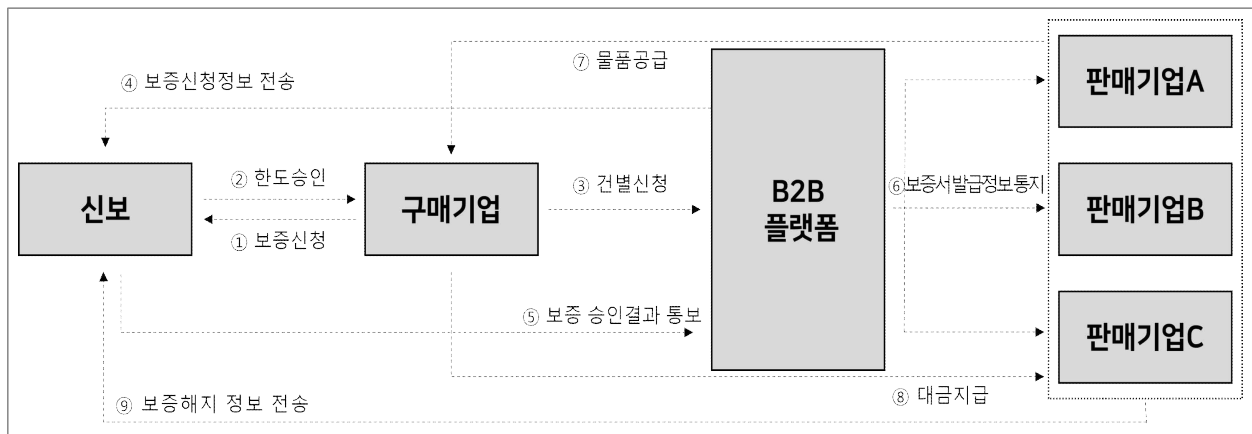 ⑦ 물품공급
④ 보증신청정보 전송
판매기업A
② 한도승인
③ 건별신청
B2B
플랫폼
⑥보증서발급정보통지
신보
구매기업
판매기업B
① 보증신청
⑤ 보증 승인결과 통보
판매기업C
⑧ 대금지급
⑨ 보증해지 정보 전송